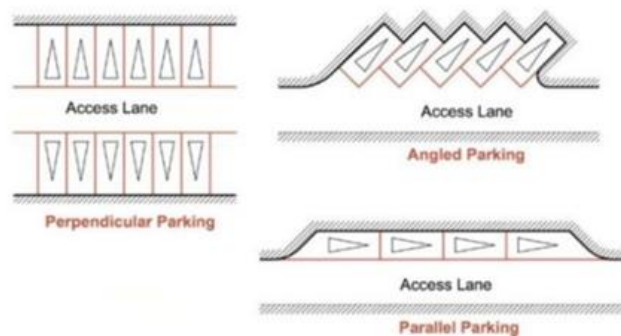 Access Lane
Perpendicular Parking
Access Lane
Angled Parking
Access Lane
Parallel Parking